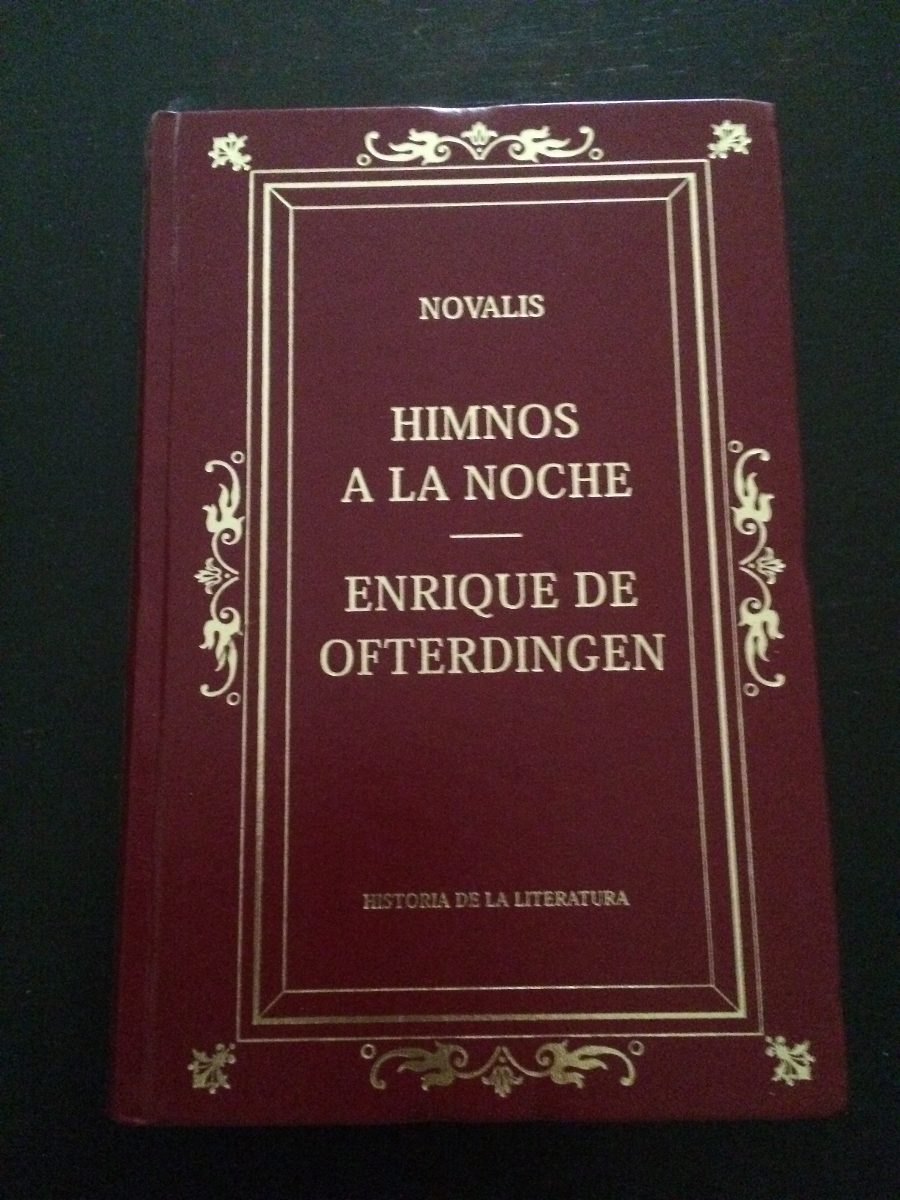 NOVALIS
HIMNOS
A LA NOCHE
ENRIQUE DE
OFTERDINGEN
HISTORIA DE LA LITERATURA